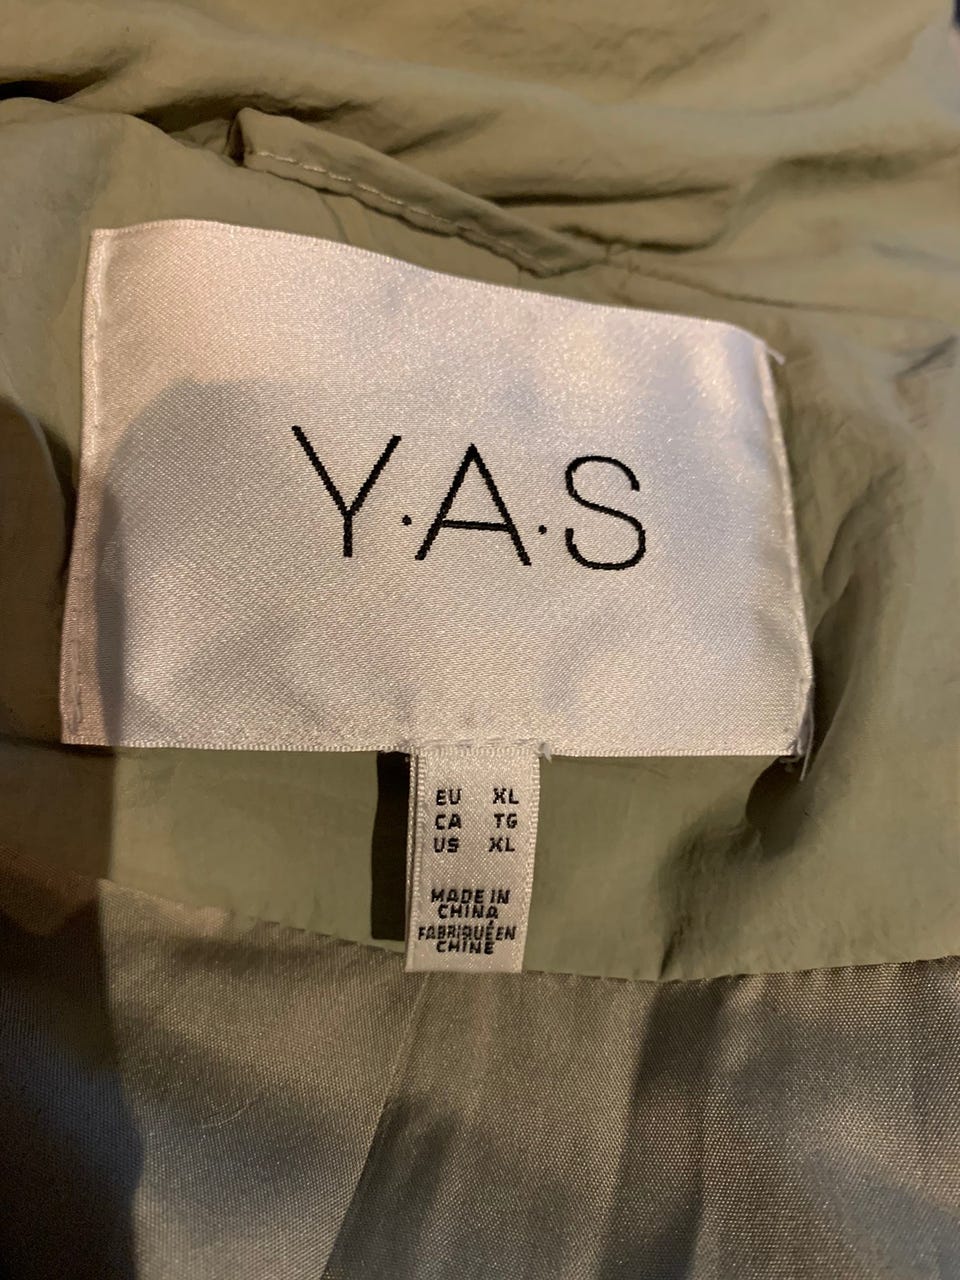 Y.A.S
EU XL
CA TG
US XL
MADE IN
CHINA
FABRIQUÉ EN
CHINE